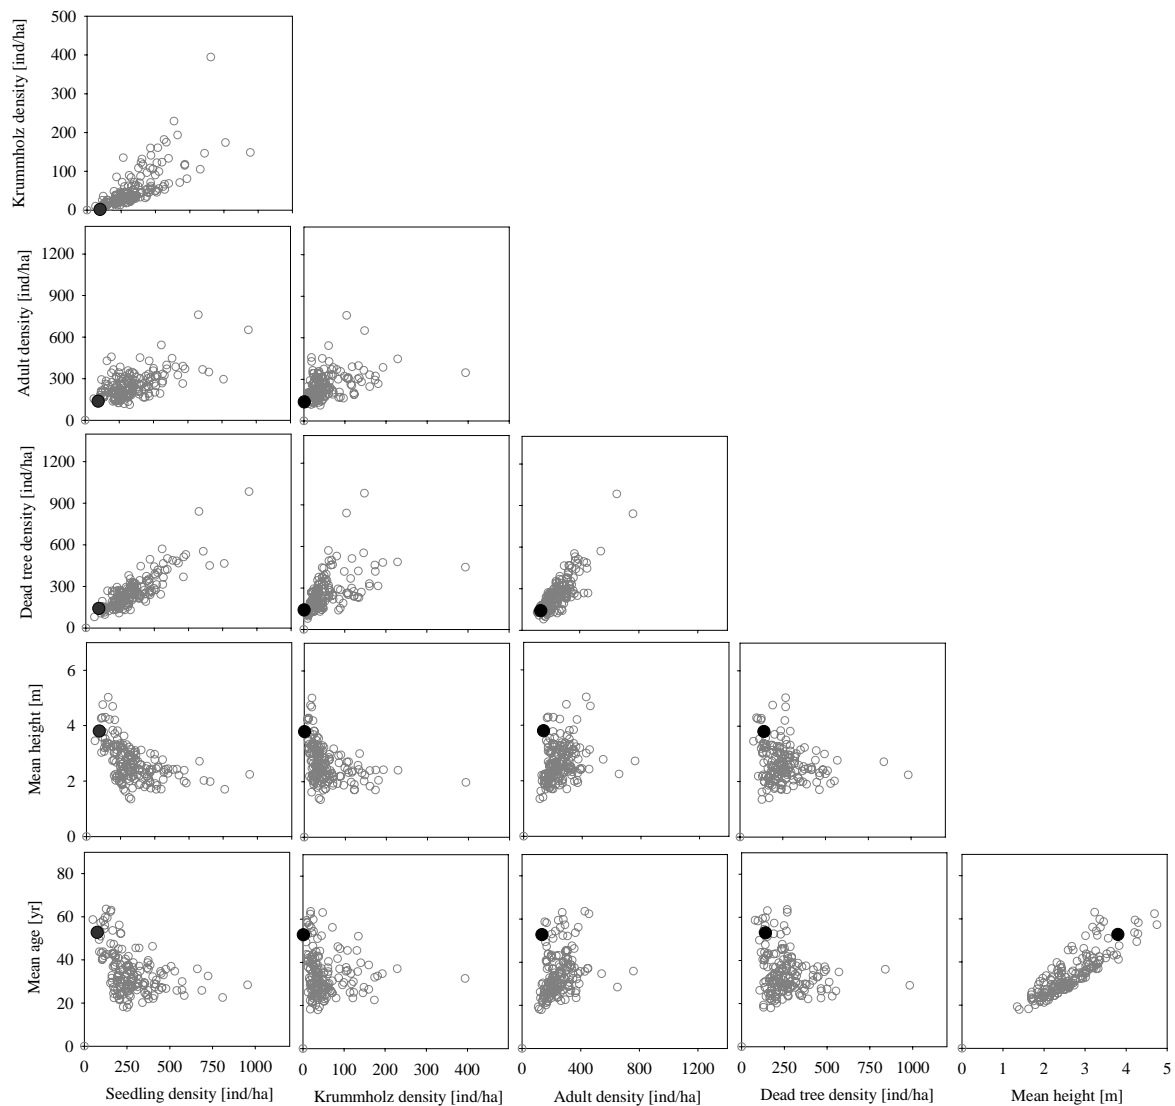 500
400
300
200
100
0
Krummholz density [ind/ha]
1200
900
600
300
0
Adult density [ind/ha]
1200
900
600
300
0
Dead tree density [ind/ha]
6
4
2
0
Mean height [m]
80
60
40
20
0
Mean age [yr]
0 250 500 750 1000
0 100 200 300 400
0 400 800 1200
0 250 500 750 1000
0 1 2 3 4 5
Seedling density [ind/ha]
Krummholz density [ind/ha]
Adult density [ind/ha]
Dead tree density [ind/ha]
Mean height [m]